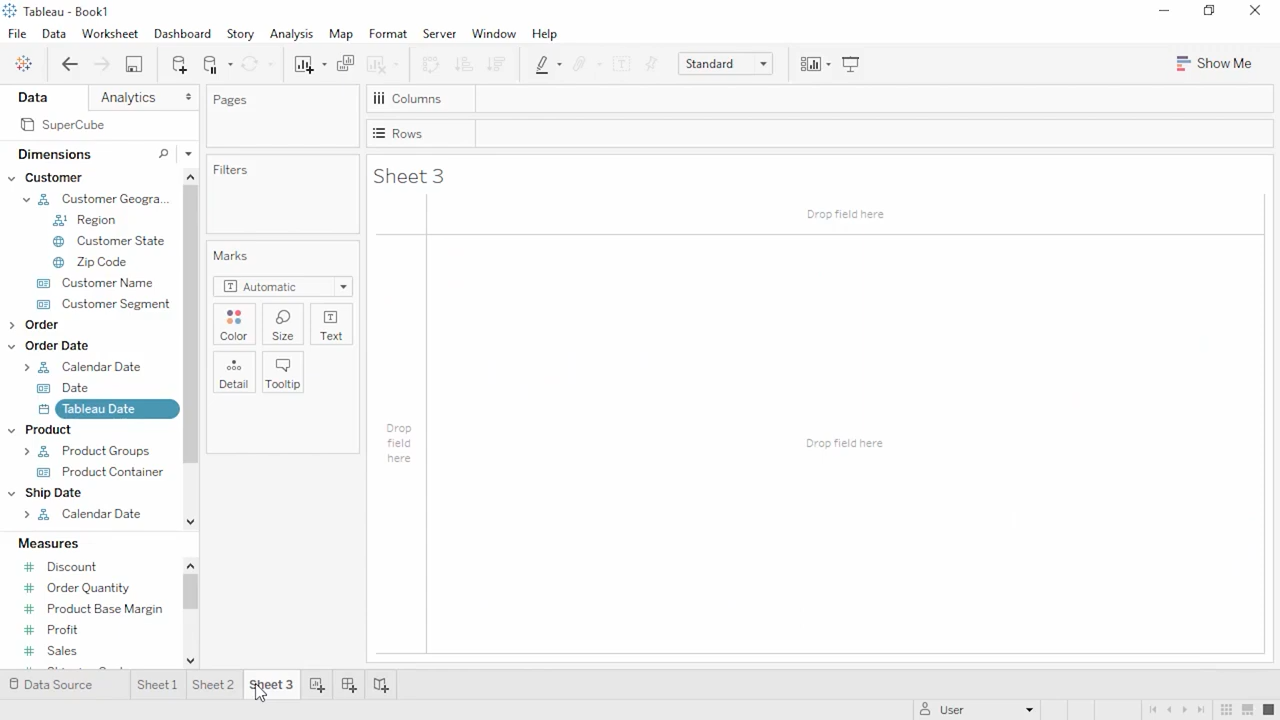 Tableau - Book1
File Data Worksheet Dashboard Story Analysis Map Format Server Window Help
Standard
Show Me
Data
Analytics
SuperCube
Dimensions
Customer
Customer Geogra...
Region
Customer State
Zip Code
Customer Name
Customer Segment
Order
Order Date
Calendar Date
Date
Tableau Date
Product
Product Groups
Product Container
Ship Date
Calendar Date
Measures
Discount
Order Quantity
Product Base Margin
Profit
Sales
Pages
Filters
Marks
Automatic
Color
Size
Text
Detail
Tooltip
Columns
Rows
Sheet 3
Drop field here
Drop
field
here
Drop field here
Data Source
Sheet 1
Sheet 2
Sheet 3
User